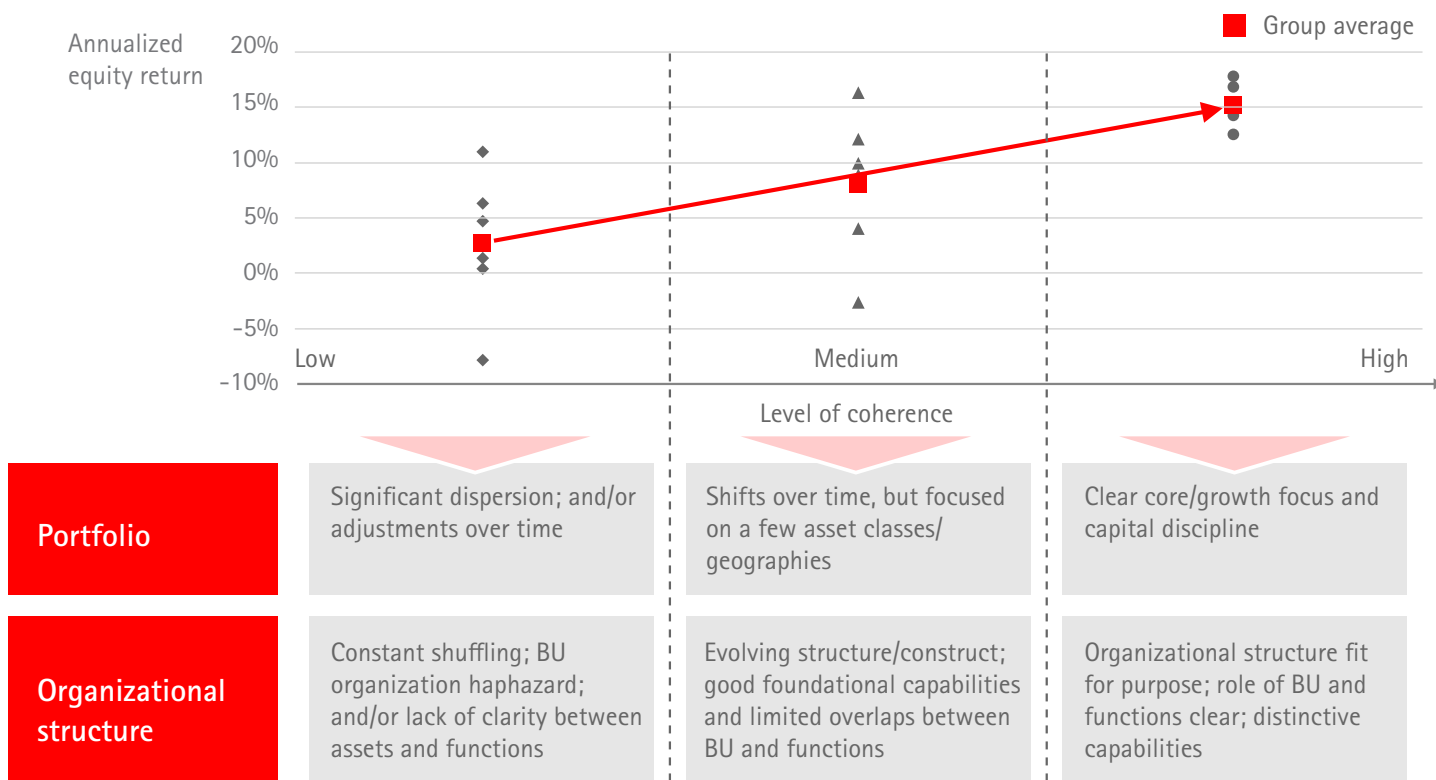 Annualized
equity return
Group average
20%
15%
10%
5%
0%
-5%
-10%
Low
Medium
High
Level of coherence
Portfolio
Significant dispersion; and/or
adjustments over time
Shifts over time, but focused
on a few asset classes/
geographies
Clear core/growth focus and
capital discipline
Organizational
structure
Constant shuffling; BU
organization haphazard;
and/or lack of clarity between
assets and functions
Evolving structure/construct;
good foundational capabilities
and limited overlaps between
BU and functions
Organizational structure fit
for purpose; role of BU and
functions clear; distinctive
capabilities